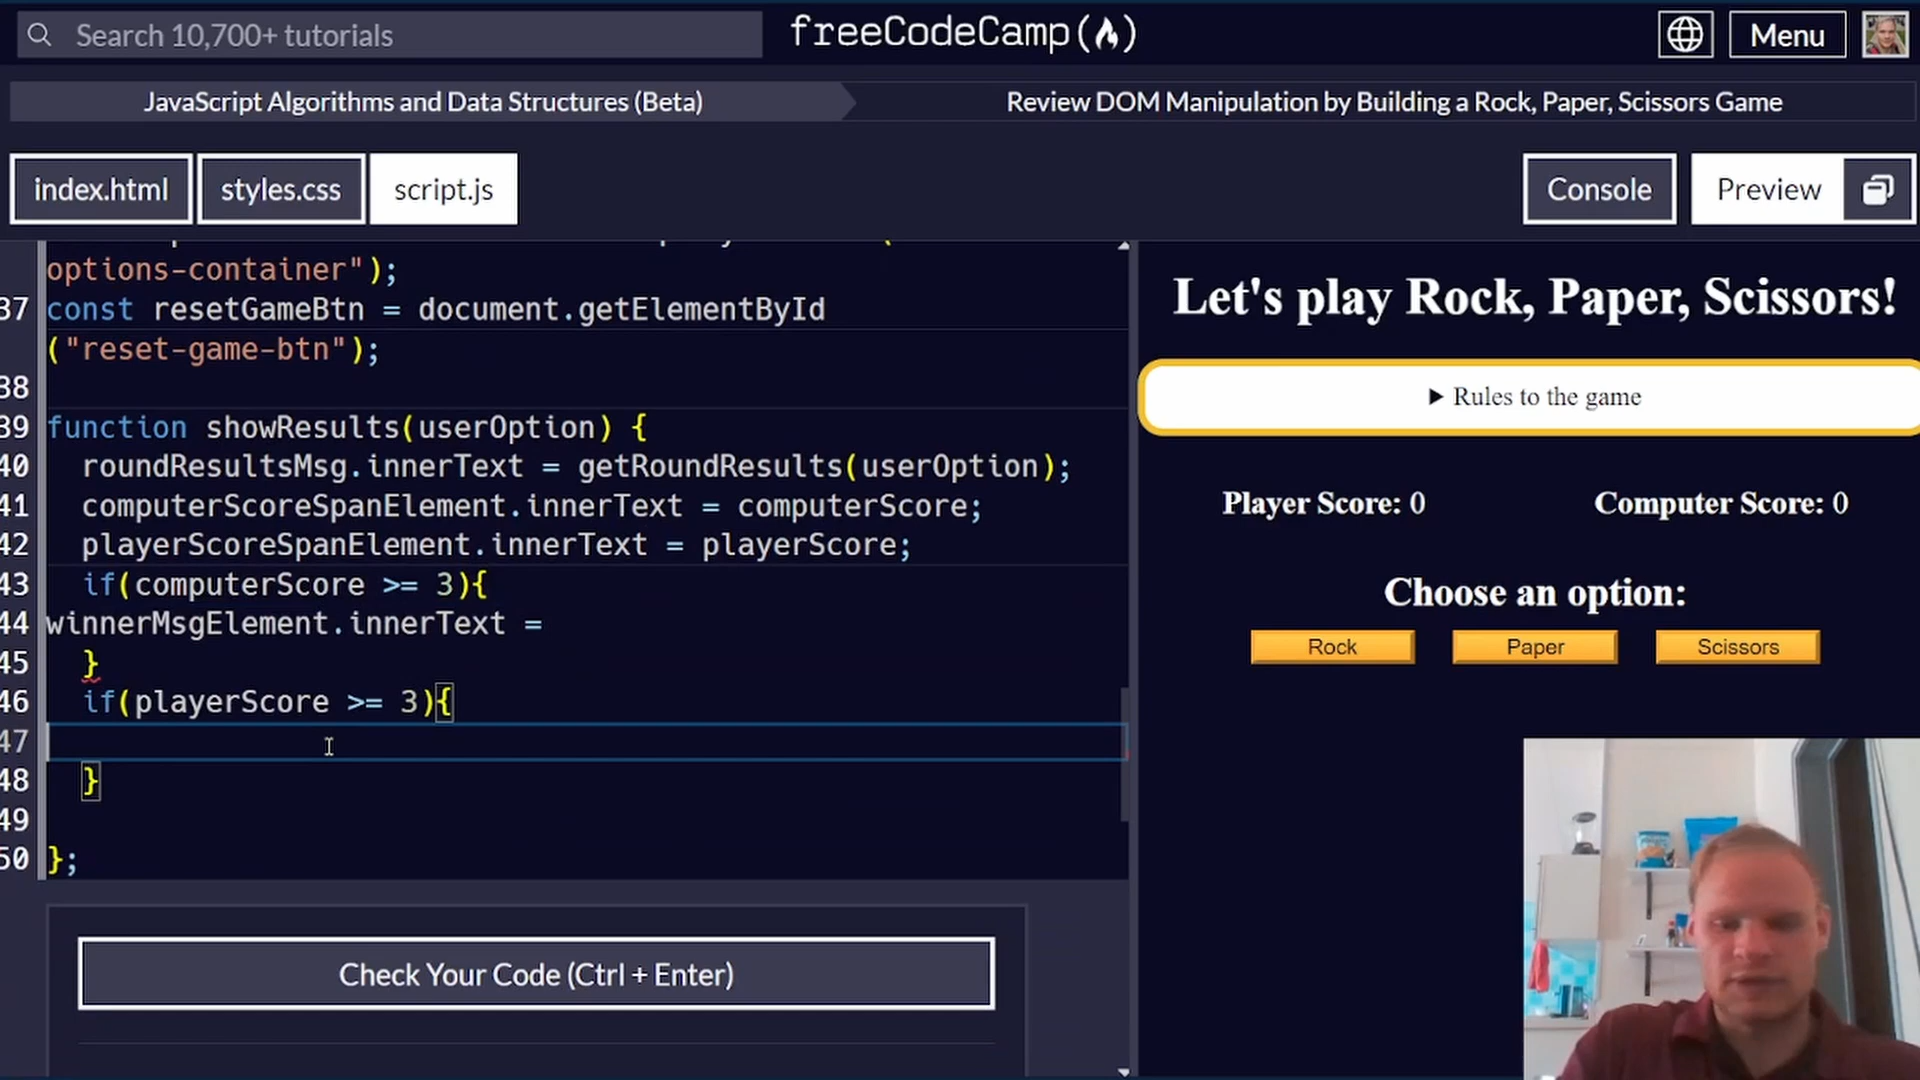 Search 10,700+ tutorials
freeCodeCamp
Menu
JavaScript Algorithms and Data Structures (Beta)
Review DOM Manipulation by Building a Rock, Paper, Scissors Game
index.html
styles.css
script.js
Console
Preview
options-container");
37 const resetGameBtn = document.getElementById
("reset-game-btn");
38
39 function showResults(userOption) {
40 roundResultsMsg.innerText = getRoundResults(userOption);
41 computerScoreSpanElement.innerText = computerScore;
42 playerScoreSpanElement.innerText = playerScore;
43 if(computerScore >= 3){
44 winnerMsgElement.innerText =
45 }
46 if(playerScore >= 3){
47
48 }
49
50 };
Check Your Code (Ctrl + Enter)
Let's play Rock, Paper, Scissors!
Rules to the game
Player Score: 0
Computer Score: 0
Choose an option:
Rock
Paper
Scissors